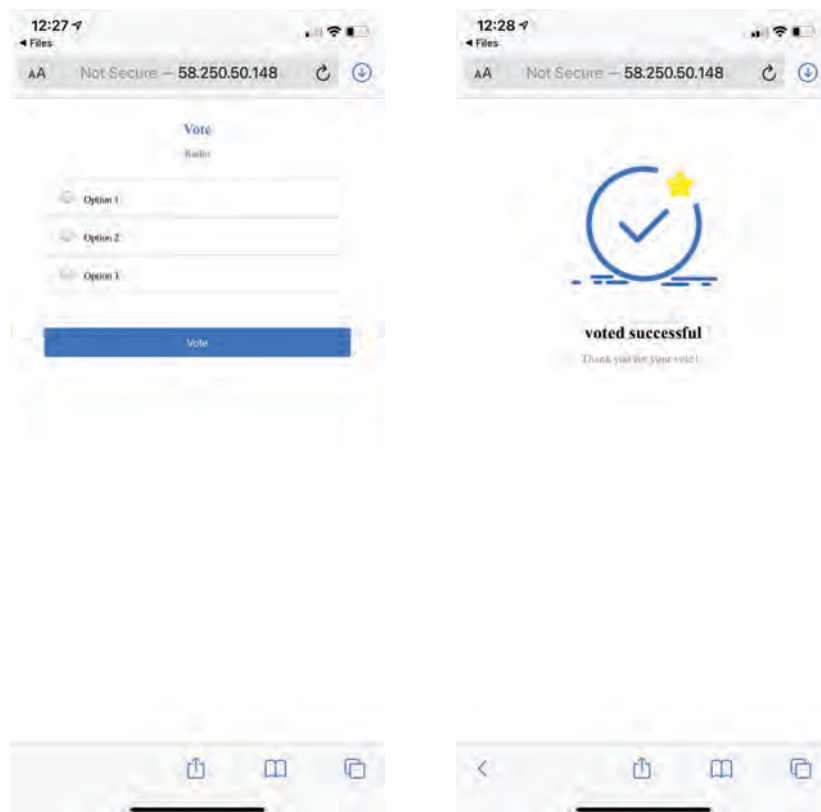 12:27
◀ Files
AA Not Secure — 58.250.50.148
Vote
Radio
Option 1
Option 2
Option 3
Vote
12:28
◀ Files
AA Not Secure — 58.250.50.148
voted successful
Thank you for your vote!